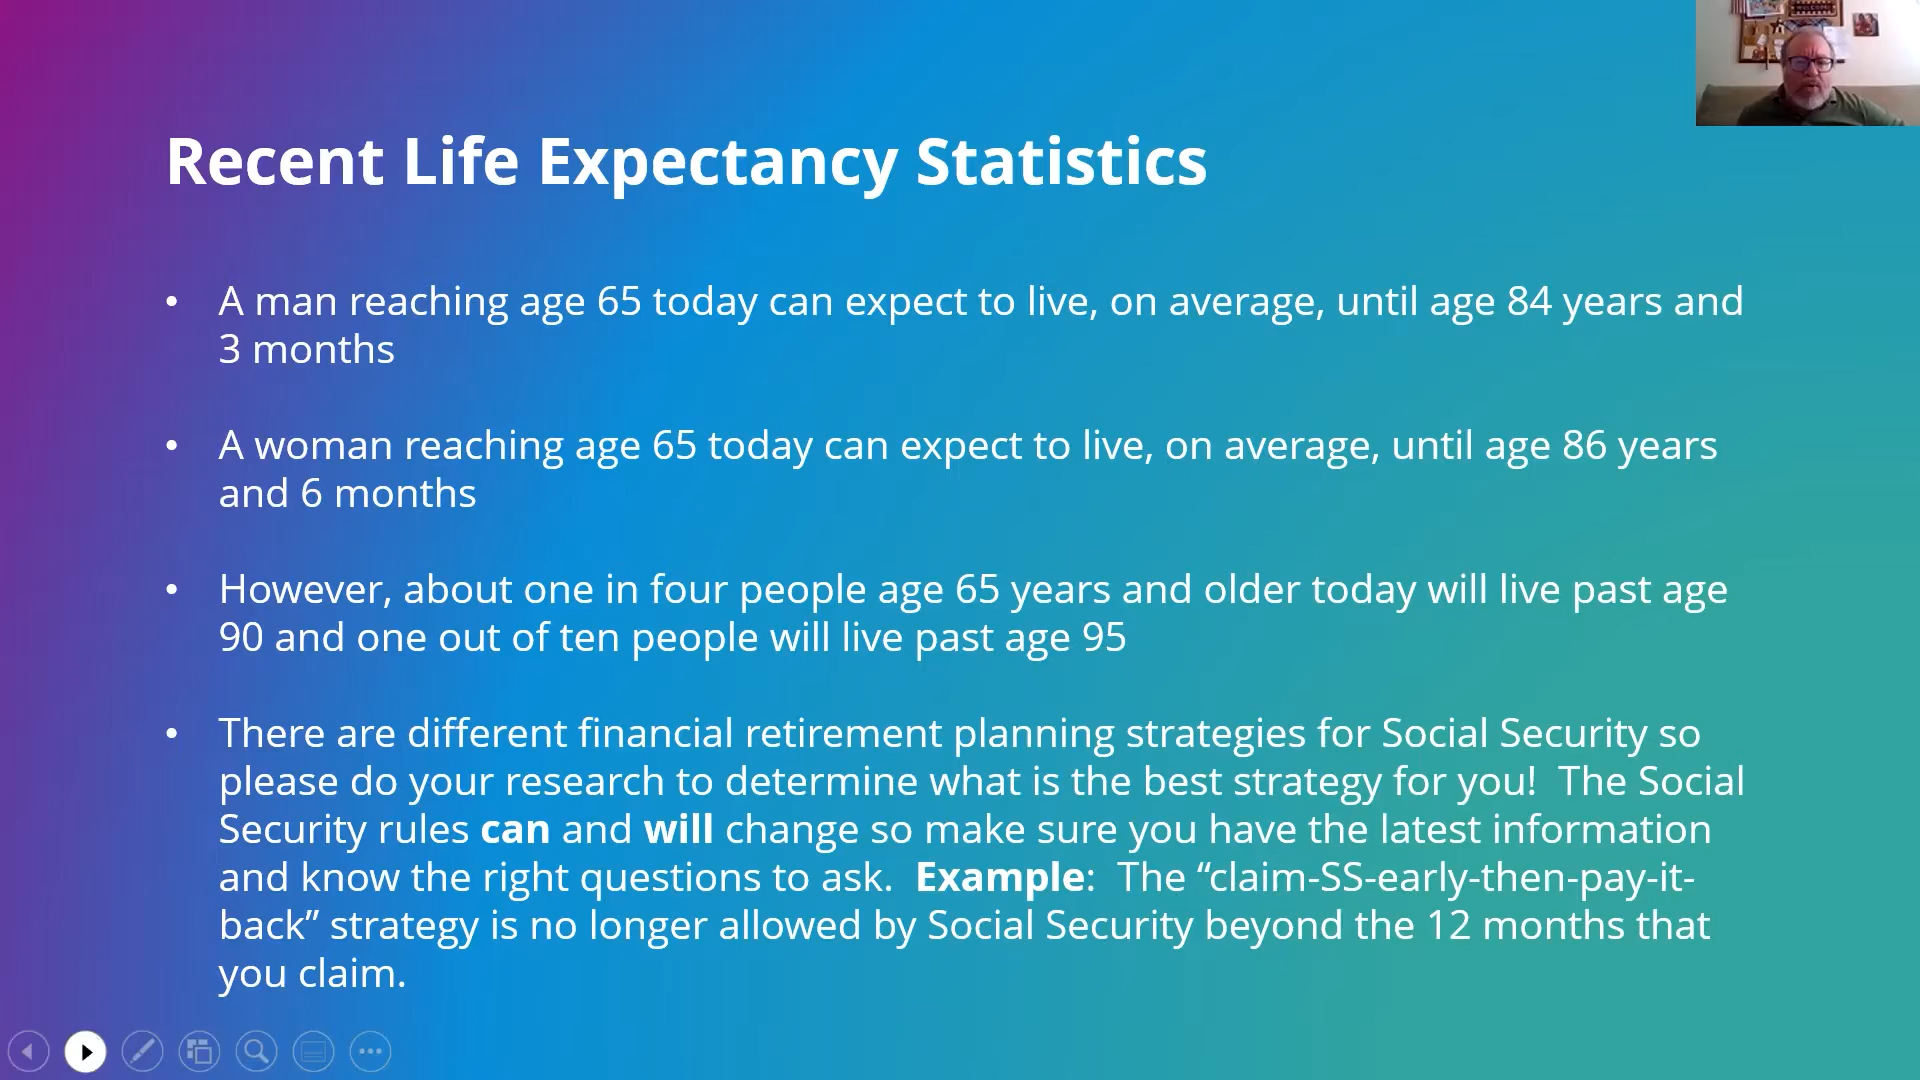 Recent Life Expectancy Statistics
• A man reaching age 65 today can expect to live, on average, until age 84 years and
3 months
• A woman reaching age 65 today can expect to live, on average, until age 86 years
and 6 months
• However, about one in four people age 65 years and older today will live past age
90 and one out of ten people will live past age 95
• There are different financial retirement planning strategies for Social Security so
please do your research to determine what is the best strategy for you!  The Social
Security rules can and will change so make sure you have the latest information
and know the right questions to ask.  Example:  The “claim-SS-early-then-pay-it-
back” strategy is no longer allowed by Social Security beyond the 12 months that
you claim.